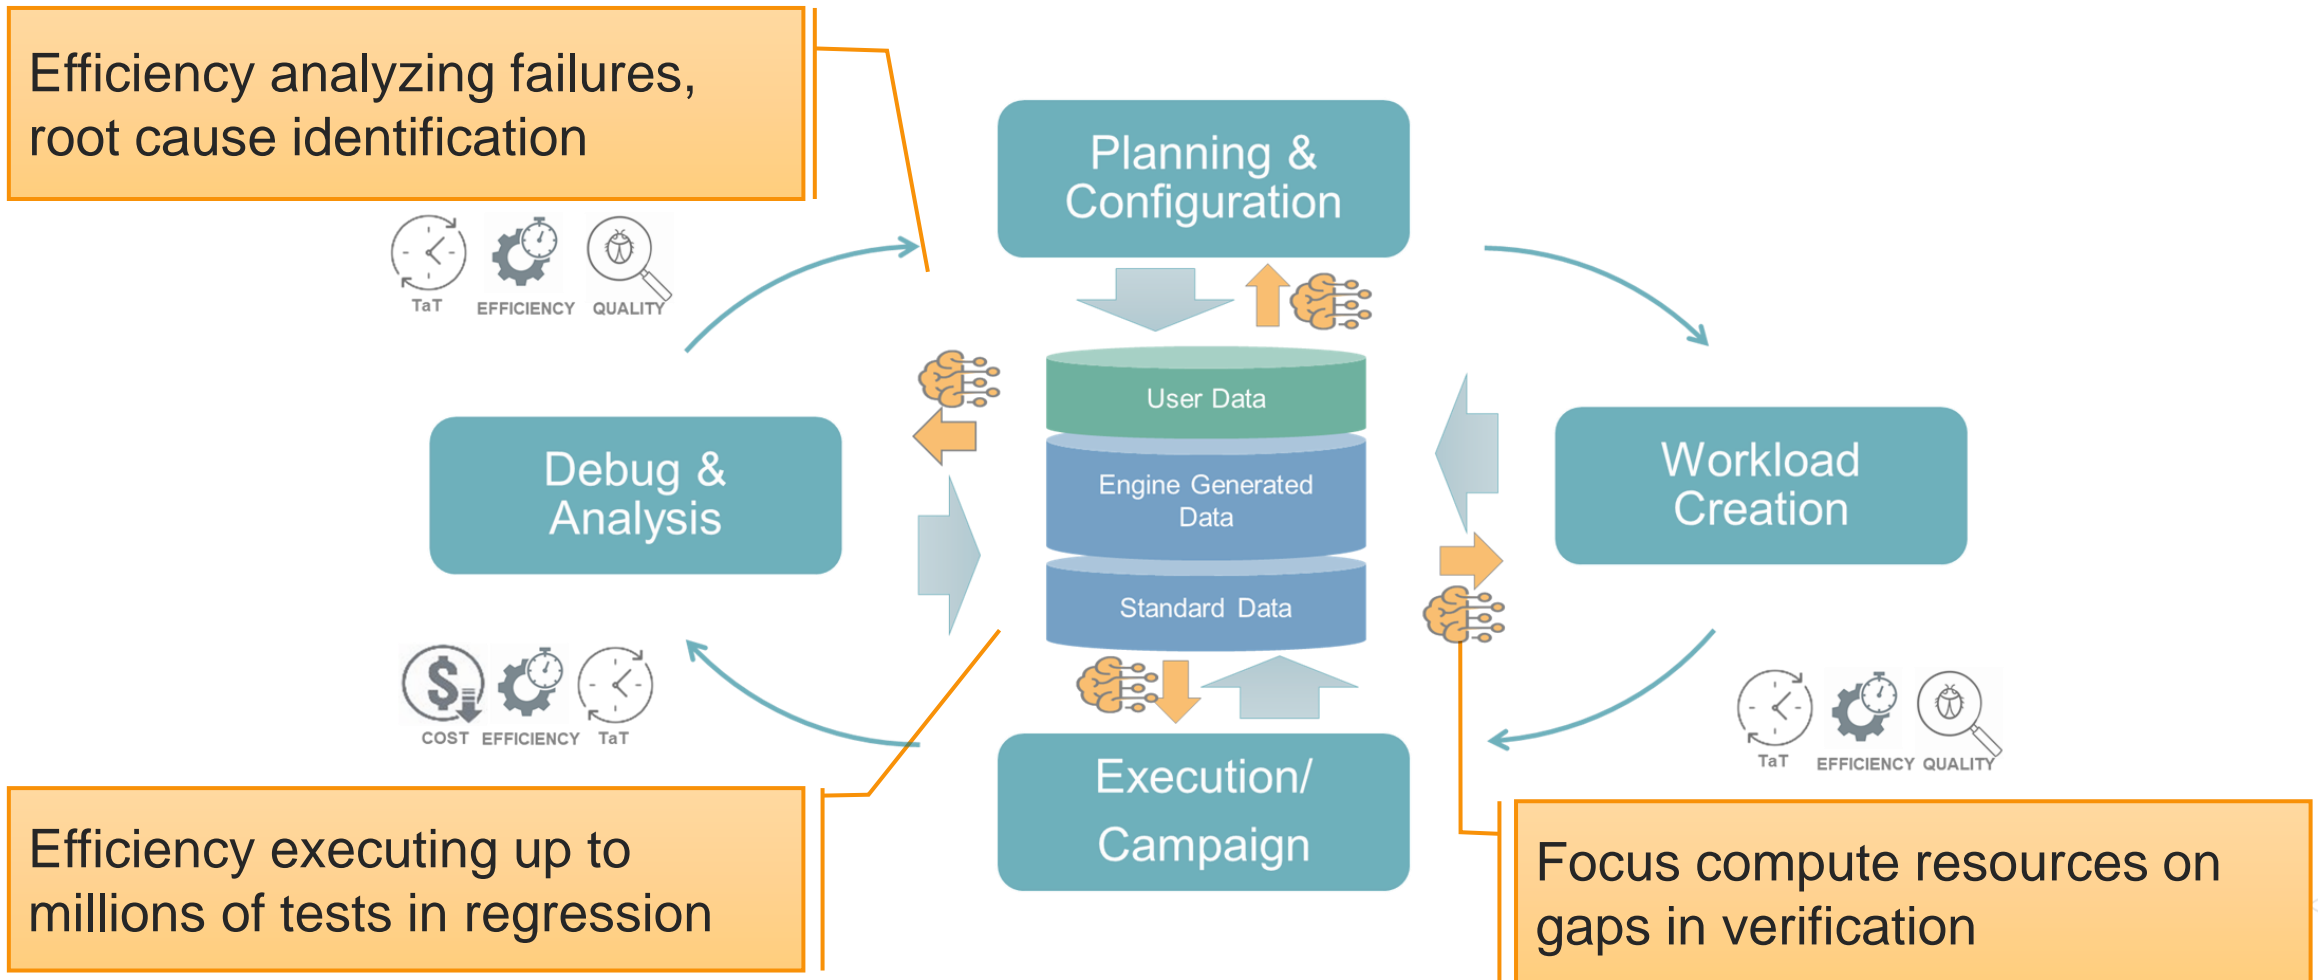 Efficiency analyzing failures,
root cause identification
Planning &
Configuration
TaT
EFFICIENCY
QUALITY
User Data
Engine Generated
Data
Standard Data
Debug &
Analysis
Workload
Creation
COST
EFFICIENCY
TaT
TaT
EFFICIENCY
QUALITY
Execution/
Campaign
Efficiency executing up to
millions of tests in regression
Focus compute resources on
gaps in verification